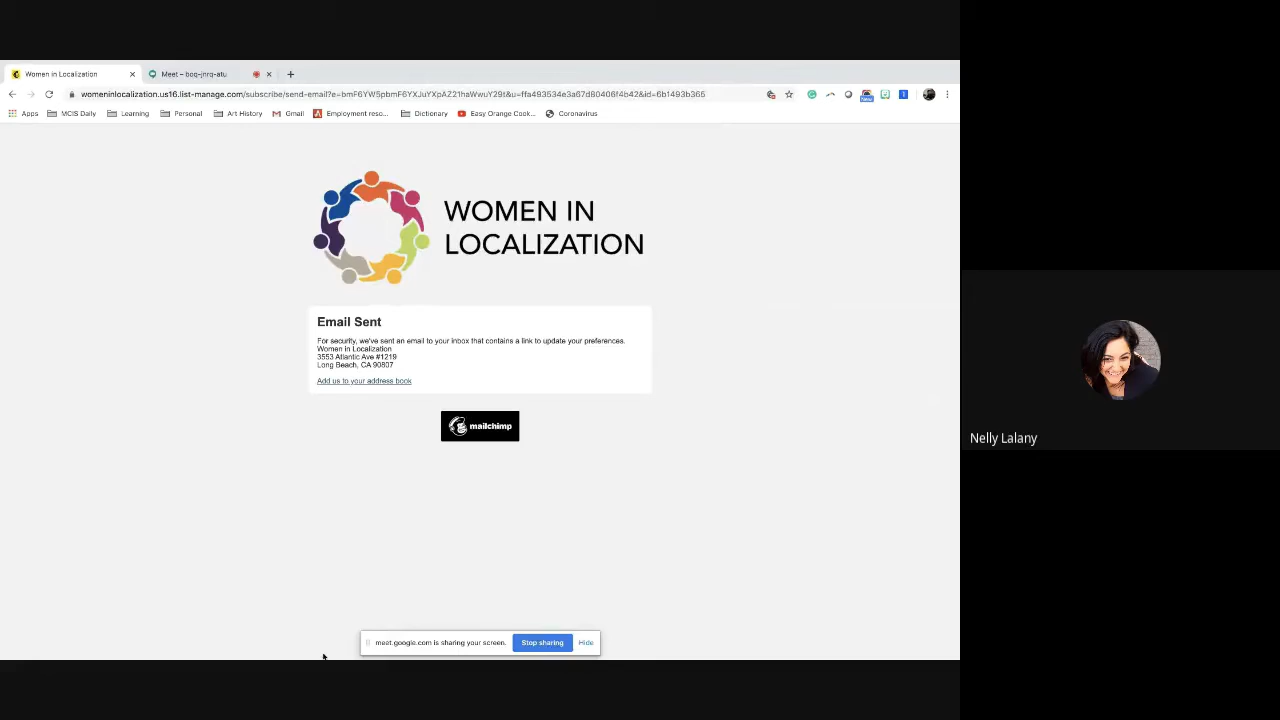 Women in Localization
Meet – boq-jnrq-atu
womeninlocalization.us16.list-manage.com/subscribe/send-email?e=bmF6YW5pbmF6YXJuYXpAZ21haWwuY29t&u=ffa493534e3a67d80406f4b42&id=6b1493b365
New
Apps
MCIS Daily
Learning
Personal
Art History
Gmail
Employment reso...
Dictionary
Easy Orange Cook...
Coronavirus
WOMEN IN
LOCALIZATION
Email Sent
For security, we've sent an email to your inbox that contains a link to update your preferences.
Women in Localization
3553 Atlantic Ave #1219
Long Beach, CA 90807
Add us to your address book
mailchimp
Nelly Lalany
meet.google.com is sharing your screen.
Stop sharing
Hide